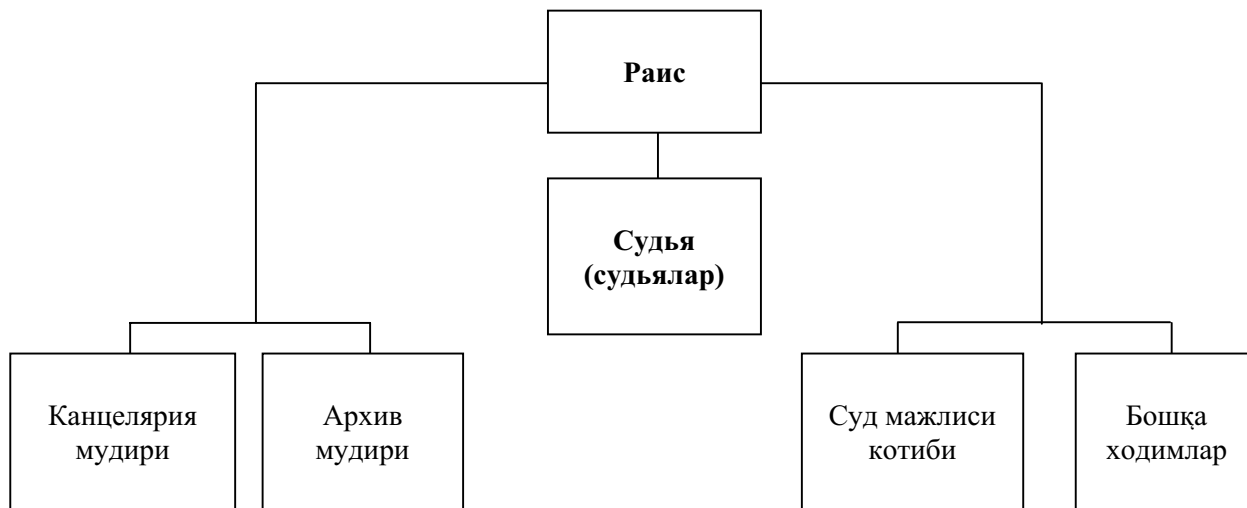 Раис
Судья
(судьялар)
Канцелярия
мудири
Архив
мудири
Суд мажлиси
котиби
Бошқа
ходимлар